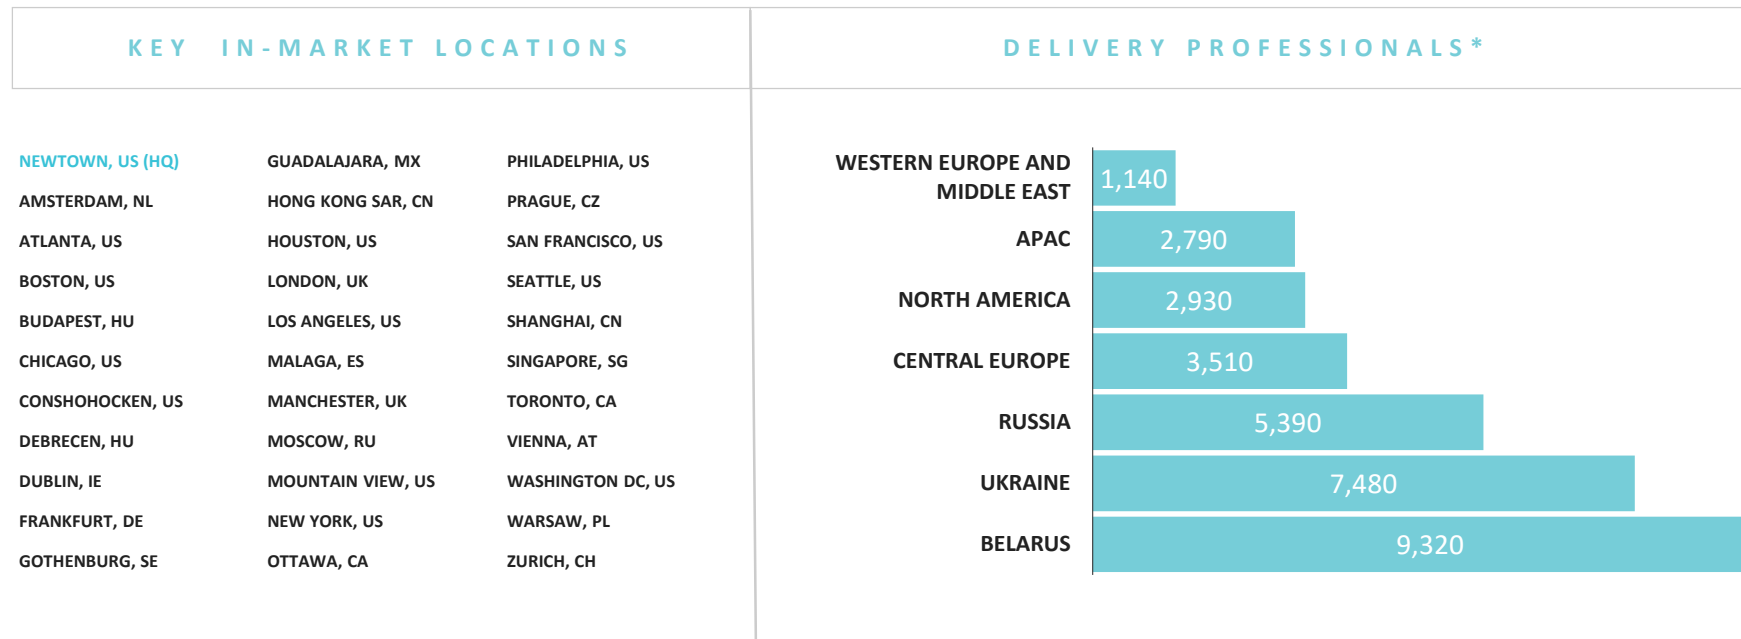 KEY IN-MARKET LOCATIONS
NEWTOWN, US (HQ)
AMSTERDAM, NL
ATLANTA, US
BOSTON, US
BUDAPEST, HU
CHICAGO, US
CONSHOHOCKEN, US
DEBRECEN, HU
DUBLIN, IE
FRANKFURT, DE
GOTHENBURG, SE
GUADALAJARA, MX
HONG KONG SAR, CN
HOUSTON, US
LONDON, UK
LOS ANGELES, US
MALAGA, ES
MANCHESTER, UK
MOSCOW, RU
MOUNTAIN VIEW, US
NEW YORK, US
OTTAWA, CA
PHILADELPHIA, US
PRAGUE, CZ
SAN FRANCISCO, US
SEATTLE, US
SHANGHAI, CN
SINGAPORE, SG
TORONTO, CA
VIENNA, AT
WASHINGTON DC, US
WARSAW, PL
ZURICH, CH
DELIVERY PROFESSIONALS*
WESTERN EUROPE AND
MIDDLE EAST
1,140
APAC
2,790
NORTH AMERICA
2,930
CENTRAL EUROPE
3,510
RUSSIA
5,390
UKRAINE
7,480
BELARUS
9,320